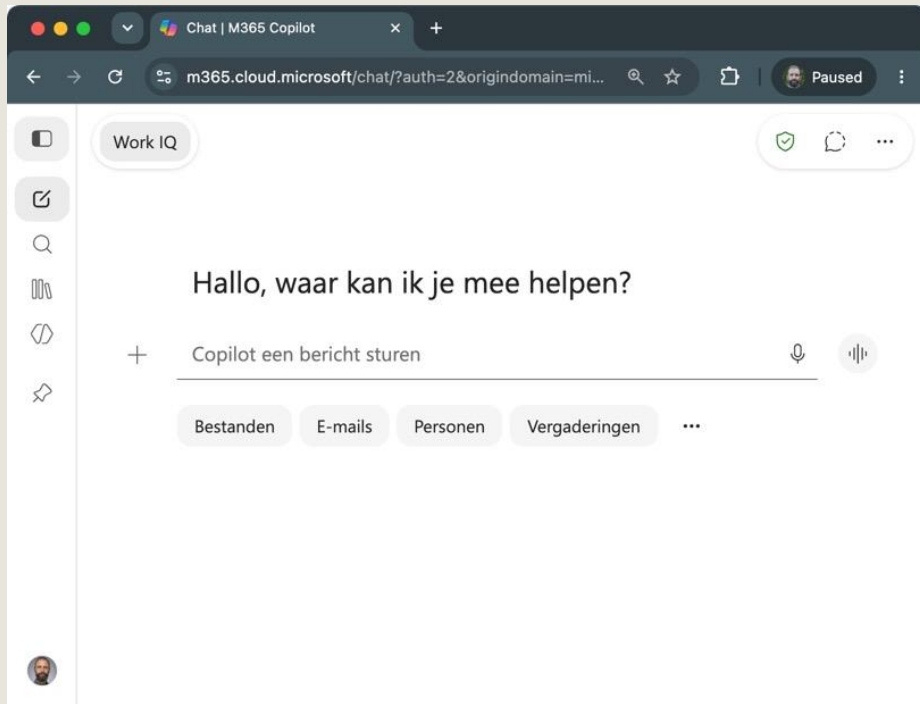 Chat | M365 Copilot
m365.cloud.microsoft/chat/?auth=2&origindomain=mi...
Paused
Work IQ
Hallo, waar kan ik je mee helpen?
Copilot een bericht sturen
Bestanden E-mails Personen Vergaderingen